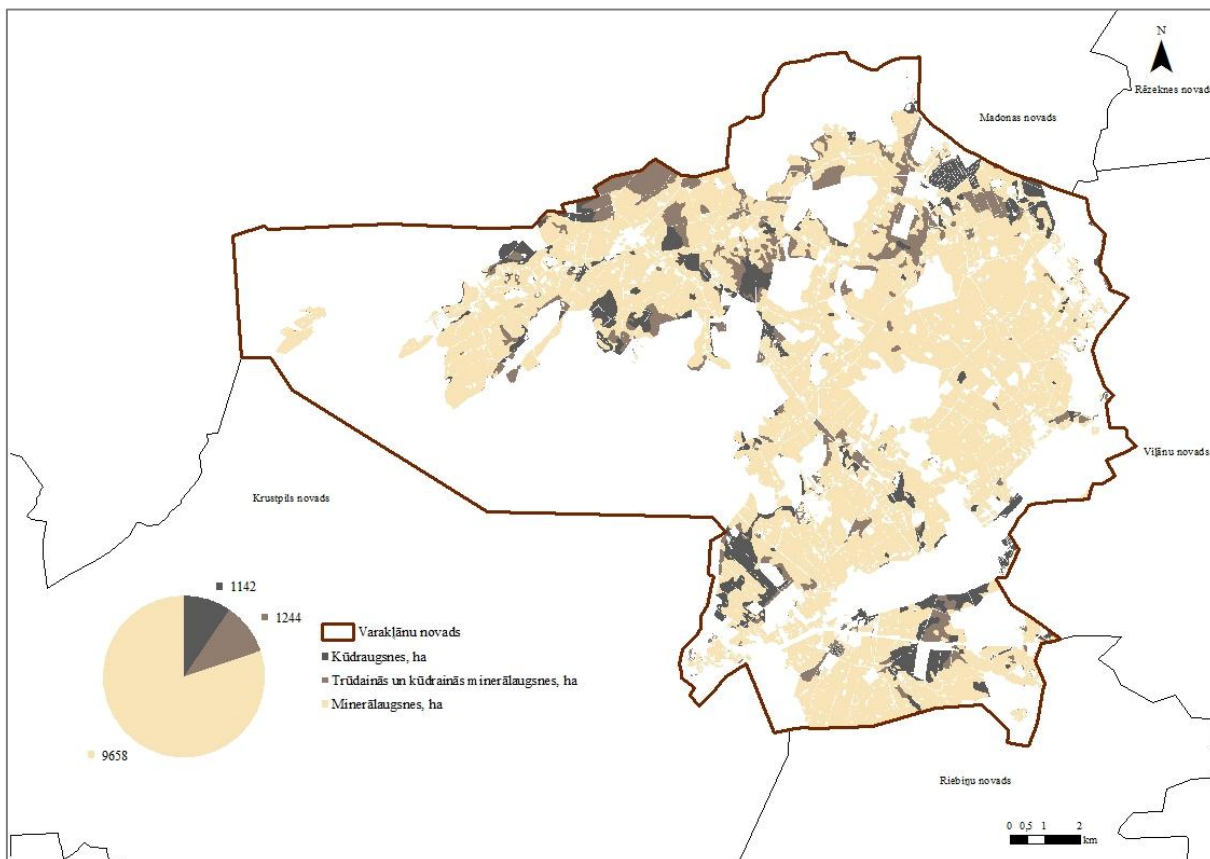 N
Rēzeknes novads
Madonas novads
Viļānu novads
Krustpils novads
1142
1244
9658
Varakļānu novads
Kūdraugsnes, ha
Trūdainās un kūdrainās minerālaugsnes, ha
Minerālaugsnes, ha
Riebiņu novads
0 0,5 1 2
km